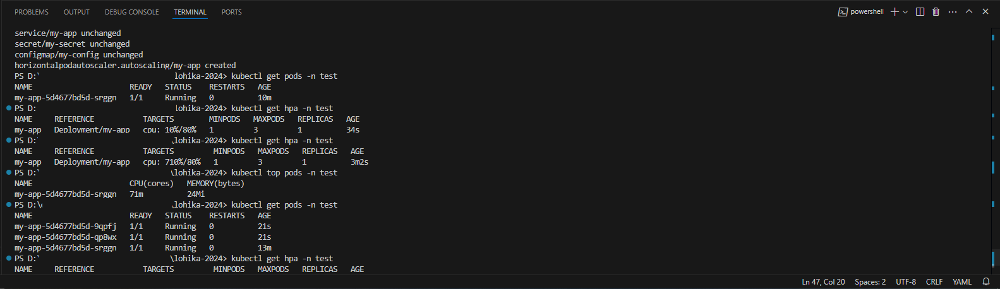 PROBLEMS OUTPUT DEBUG CONSOLE TERMINAL PORTS powershell
service/my-app unchanged
secret/my-secret unchanged
configmap/my-config unchanged
horizontalpodautoscaler.autoscaling/my-app created
PS D:\ lohika-2024> kubectl get pods -n test
NAME READY STATUS RESTARTS AGE
my-app-5d4677bd5d-srggn 1/1 Running 0 10m
PS D: lohika-2024> kubectl get hpa -n test
NAME REFERENCE TARGETS MINPODS MAXPODS REPLICAS AGE
my-app Deployment/my-app cpu: 10%/80% 1 3 1 34s
PS D: \lohika-2024> kubectl get hpa -n test
NAME REFERENCE TARGETS MINPODS MAXPODS REPLICAS AGE
my-app Deployment/my-app cpu: 710%/80% 1 3 1 3m2s
PS D:\ \lohika-2024> kubectl top pods -n test
NAME CPU(cores) MEMORY(bytes)
my-app-5d4677bd5d-srggn 71m 24Mi
PS D:\ \lohika-2024> kubectl get pods -n test
NAME READY STATUS RESTARTS AGE
my-app-5d4677bd5d-9qpfj 1/1 Running 0 21s
my-app-5d4677bd5d-qp8wx 1/1 Running 0 21s
my-app-5d4677bd5d-srggn 1/1 Running 0 13m
PS D:\ \lohika-2024> kubectl get hpa -n test
NAME REFERENCE TARGETS MINPODS MAXPODS REPLICAS AGE
Ln 47, Col 20 Spaces: 2 UTF-8 CRLF YAML